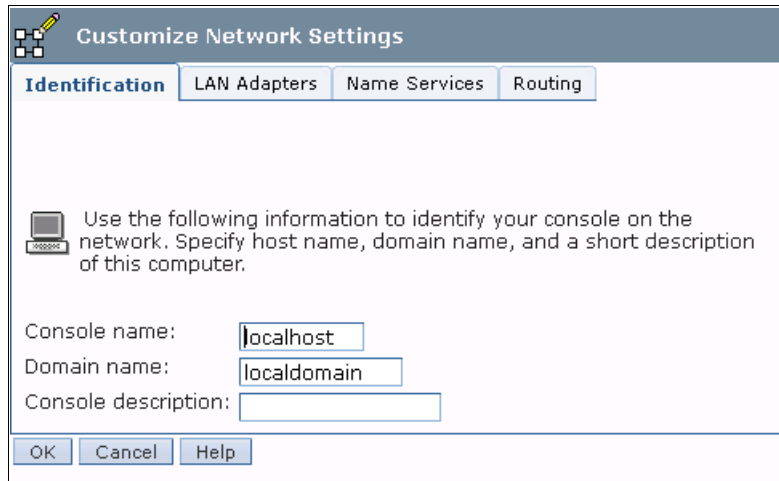 Customize Network Settings
Identification LAN Adapters Name Services Routing
Use the following information to identify your console on the
network. Specify host name, domain name, and a short description
of this computer.
Console name: localhost
Domain name: localdomain
Console description:
OK Cancel Help